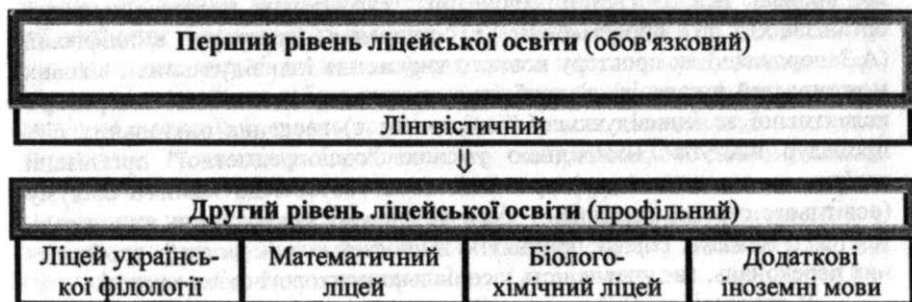 Перший рівень ліцейської освіти (обов'язковий)
Лінгвістичний
⇓
Другий рівень ліцейської освіти (профільний)
Ліцей українсь-
кої філології
Математичний
ліцей
Біолого-
хімічний ліцей
Додаткові
іноземні мови